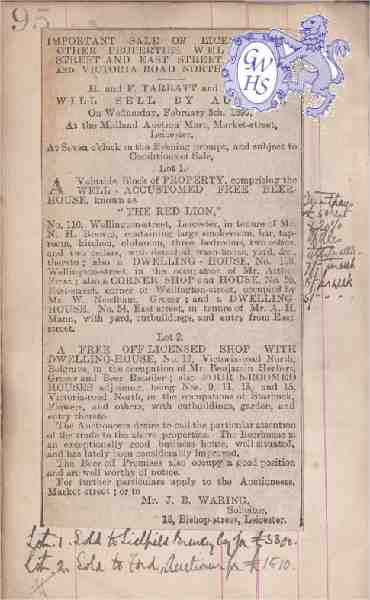 95
IMPORTANT SALE OF
OTHER PROPERTIES
STREET AND EAST STREET,
AND VICTORIA ROAD NORTH
GWHS
H. and F. TARRATT and
WILL SELL BY
On Wednesday, February 5th,
At the Midland Auction Mart, Market-street,
Leicester,
At Seven o'clock in the Evening prompt, and subject to
Conditions of Sale,
Lot 1.
A Valuable Block of PROPERTY, comprising the
WELL-ACCUSTOMED FREE BEER-
HOUSE, known as
"THE RED LION,"
No. 110, Wellington-street, Leicester, in tenure of Mr.
N. H. containing large smoke-room, bar, tap-
room, kitchen, clubroom, three bedrooms, two attics,
and two cellars, with detached wash-house, yard, &c.,
thereto; also a DWELLING-HOUSE, No.
Wellington-street, in the occupation of Mr. Arthur
also a CORNER SHOP and HOUSE, No.
East-street, corner of Wellington-street, occupied by
Mr. W. Needham, Grocer; and a DWELLING
HOUSE, No. 54, East street, in tenure of Mr. A. H.
Mann, with yard, outbuildings, and entry from East
street.
Lot 2.
A FREE OFF-LICENSED SHOP WITH
DWELLING-HOUSE, No. 17, Victoria-road North,
Belgrave, in the occupation of Mr. Benjamin Herbert,
Grocer and Beer Retailer; also FOUR ROOMED
HOUSES adjoining, being Nos. 9, 11, 13, and 15,
Victoria-road North, in the occupations of
Flowers, and others, with outbuildings, garden, and
entry thereto.
The Auctioneers desire to call the particular attention
of the trade to the above properties. The Beerhouse is
an exceptionally good business house, well situated,
and has lately been considerably improved.
The Beer-off Premises also occupy a good position
and are well worthy of notice.
For further particulars apply to the Auctioneers,
Market street; or to
Mr. J. B. WARING,
Solicitor,
18, Bishop-street, Leicester.
Lot 1. Sold to Lichfield Brewery Co for £3300.
Lot 2. Sold to Ford, Auctioneer for £1510.